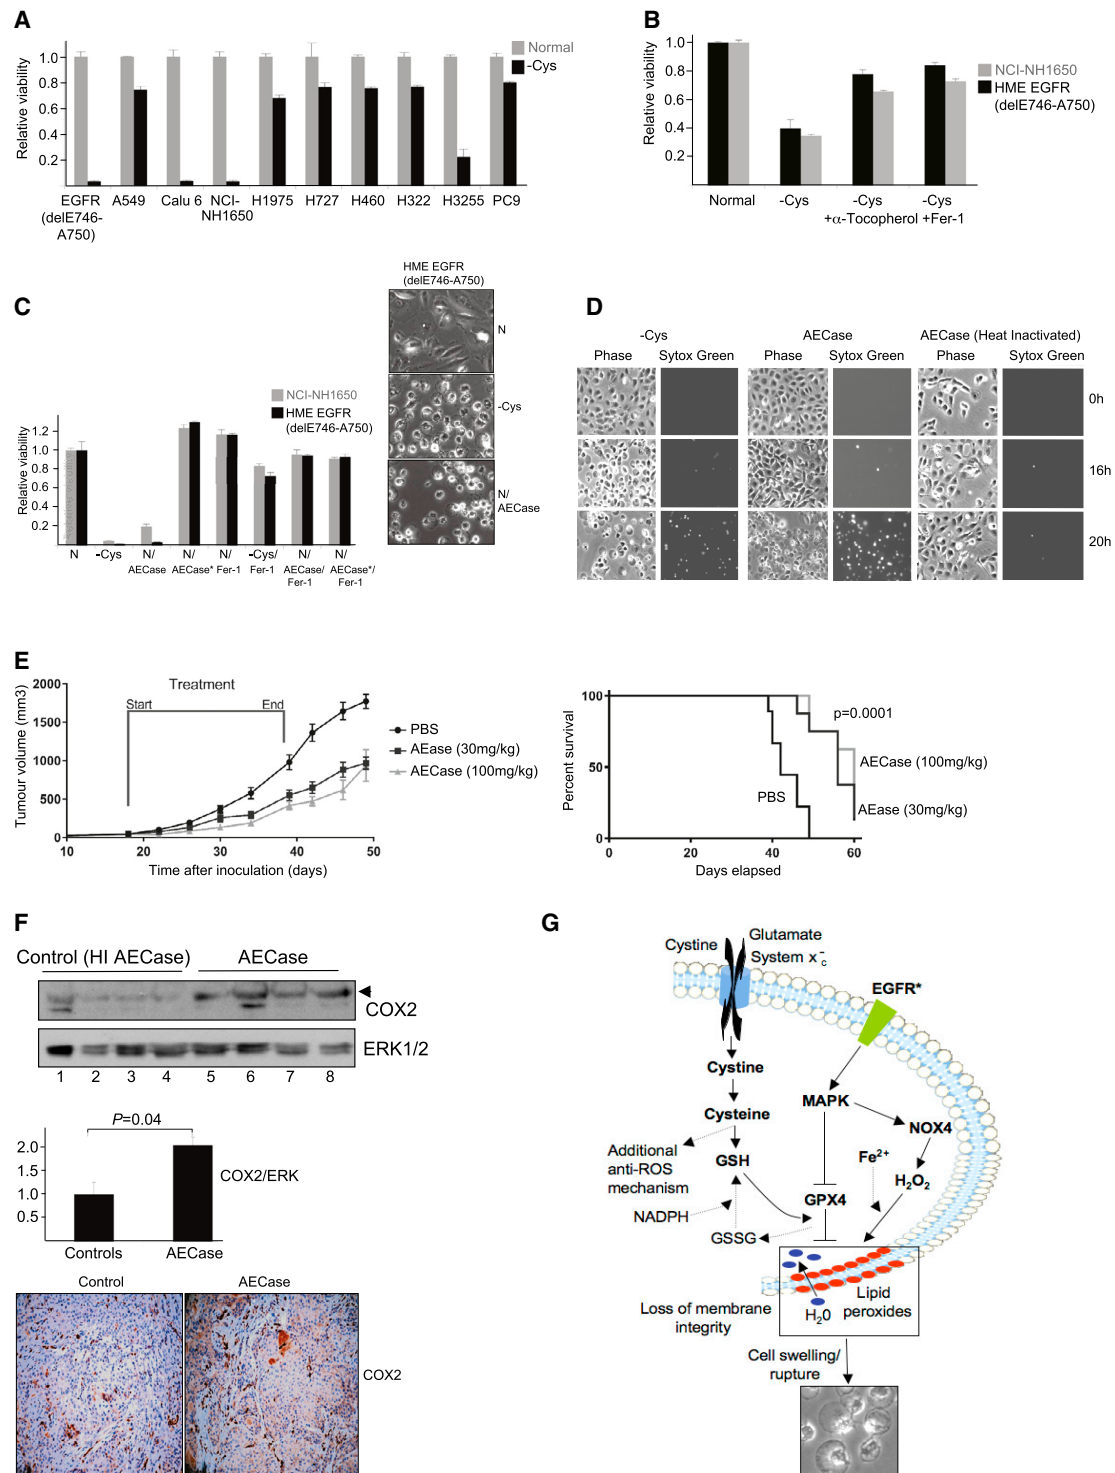 A
Relative viability
1.0
0.8
0.6
0.4
0.2
Normal
-Cys
EGFR
(delE746-
A750)
A549
Calu 6
NCI-
NH1650
H1975
H727
H460
H322
H3255
PC9
B
Relative viability
1.0
0.8
0.6
0.4
0.2
NCI-NH1650
HME EGFR
(delE746-A750)
Normal
-Cys
-Cys
+α-Tocopherol
-Cys
+Fer-1
C
Relative viability
1.2
1.0
0.8
0.6
0.4
0.2
NCI-NH1650
HME EGFR
(delE746-A750)
N
-Cys
N/
AECase
N/
AECase*
N/
Fer-1
-Cys/
Fer-1
N/
AECase/
Fer-1
N/
AECase*/
Fer-1
HME EGFR
(delE746-A750)
N
-Cys
N/
AECase
D
-Cys
AECase
AECase (Heat Inactivated)
Phase
Sytox Green
Phase
Sytox Green
Phase
Sytox Green
0h
16h
20h
E
Tumour volume (mm3)
2000
1500
1000
500
0
10
20
30
40
50
Time after inoculation (days)
Treatment
Start
End
PBS
AEase (30mg/kg)
AECase (100mg/kg)
Percent survival
100
50
0
0
20
40
60
Days elapsed
p=0.0001
AECase (100mg/kg)
PBS
AEase (30mg/kg)
F
Control (HI AECase)
AECase
COX2
ERK1/2
1 2 3 4 5 6 7 8
P=0.04
2.0
1.5
1.0
0.5
COX2/ERK
Controls
AECase
Control
AECase
COX2
G
Cystine
Glutamate
System x-c
EGFR*
Cystine
Cysteine
MAPK
NOX4
Additional
anti-ROS
mechanism
GSH
Fe2+
H2O2
NADPH
GPX4
GSSG
Loss of membrane
integrity
H20
Lipid
peroxides
Cell swelling/
rupture